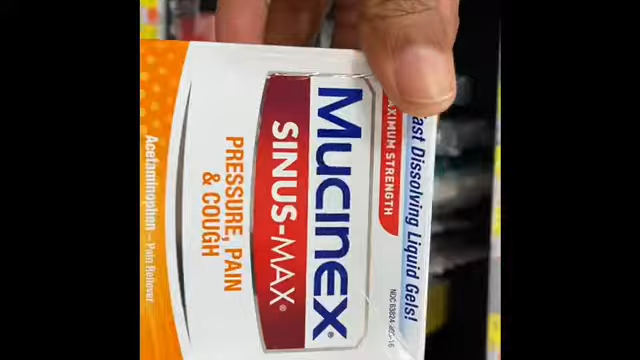 Fast Dissolving Liquid Gels!
MAXIMUM STRENGTH
Mucinex®
SINUS-MAX®
PRESSURE, PAIN
& COUGH
Acetaminophen – Pain Reliever